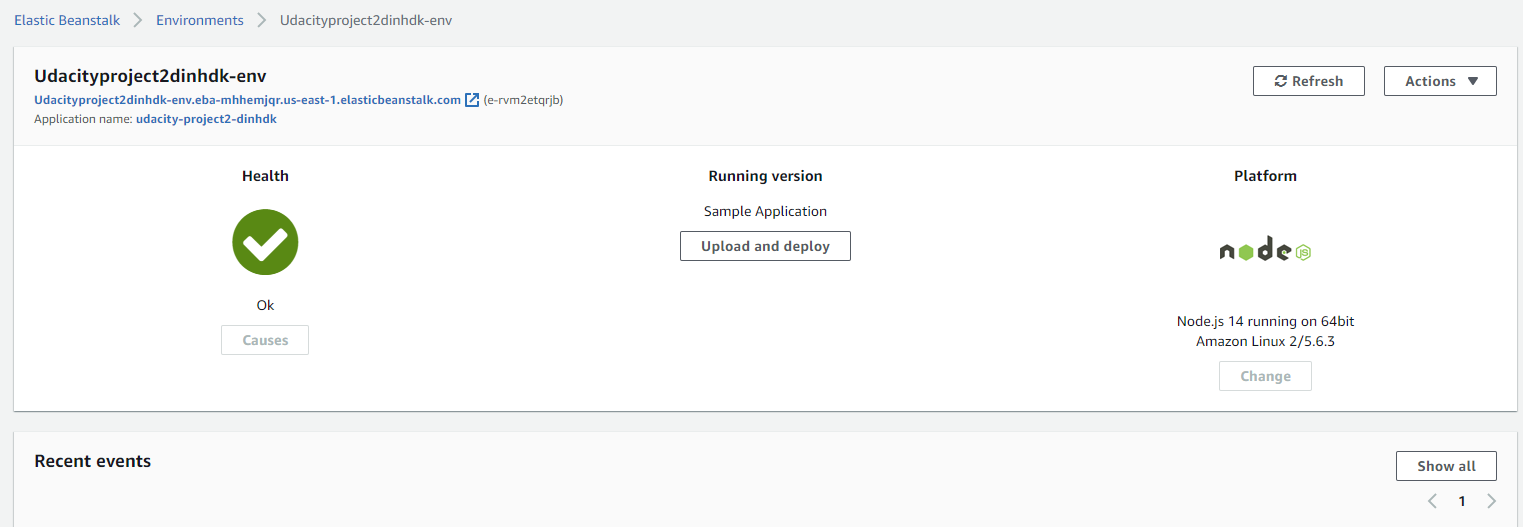 Elastic Beanstalk > Environments > Udacityproject2dinhdk-env
Udacityproject2dinhdk-env
Refresh
Actions
Udacityproject2dinhdk-env.eba-mhhemjqr.us-east-1.elasticbeanstalk.com (e-rvm2etqrjb)
Application name: udacity-project2-dinhdk
Health
Ok
Causes
Running version
Sample Application
Upload and deploy
Platform
node JS
Node.js 14 running on 64bit
Amazon Linux 2/5.6.3
Change
Recent events
Show all
1